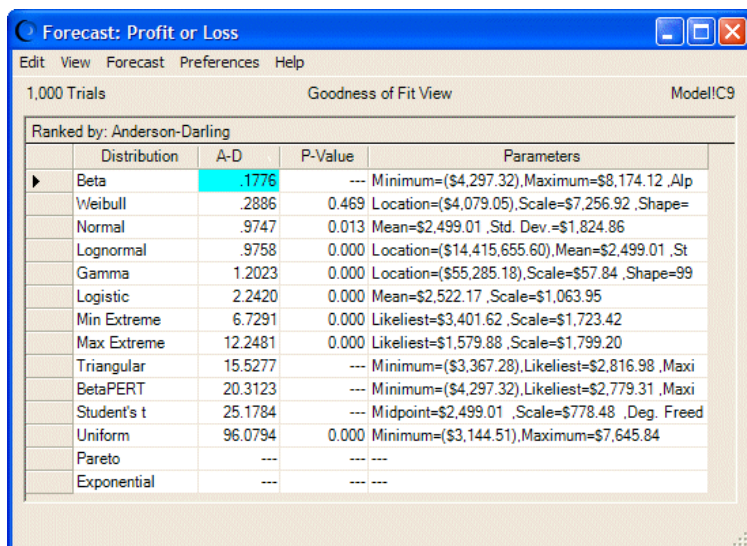 Forecast: Profit or Loss
Edit View Forecast Preferences Help
1,000 Trials Goodness of Fit View Model!C9
Ranked by: Anderson-Darling
Distribution A-D P-Value Parameters
Beta .1776 --- Minimum=($4,297.32),Maximum=$8,174.12 ,Alp
Weibull .2886 0.469 Location=($4,079.05),Scale=$7,256.92 ,Shape=
Normal .9747 0.013 Mean=$2,499.01 ,Std. Dev.=$1,824.86
Lognormal .9758 0.000 Location=($14,415,655.60),Mean=$2,499.01 ,St
Gamma 1.2023 0.000 Location=($55,285.18),Scale=$57.84 ,Shape=99
Logistic 2.2420 0.000 Mean=$2,522.17 ,Scale=$1,063.95
Min Extreme 6.7291 0.000 Likeliest=$3,401.62 ,Scale=$1,723.42
Max Extreme 12.2481 0.000 Likeliest=$1,579.88 ,Scale=$1,799.20
Triangular 15.5277 --- Minimum=($3,367.28),Likeliest=$2,816.98 ,Maxi
BetaPERT 20.3123 --- Minimum=($4,297.32),Likeliest=$2,779.31 ,Maxi
Student's t 25.1784 --- Midpoint=$2,499.01 ,Scale=$778.48 ,Deg. Freed
Uniform 96.0794 0.000 Minimum=($3,144.51),Maximum=$7,645.84
Pareto --- --- ---
Exponential --- --- ---